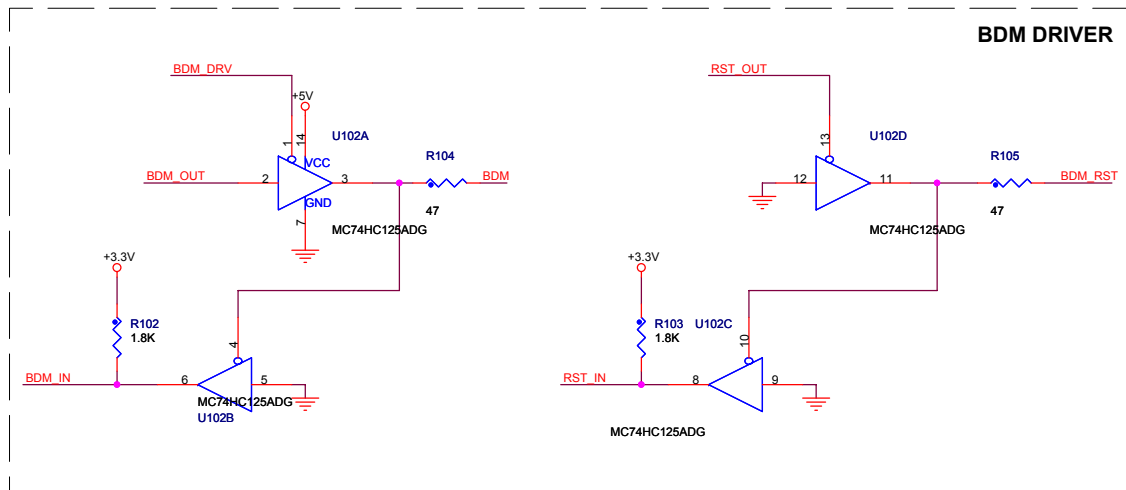 BDM DRIVER
BDM_DRV
RST_OUT
+5V
1
14
U102A
VCC
R104
BDM_OUT
2
3
BDM
GND
47
7
MC74HC125ADG
13
U102D
R105
12
11
BDM_RST
47
MC74HC125ADG
+3.3V
R102
1.8K
4
BDM_IN
6
5
MC74HC125ADG
U102B
+3.3V
R103
1.8K
U102C
10
RST_IN
8
9
MC74HC125ADG